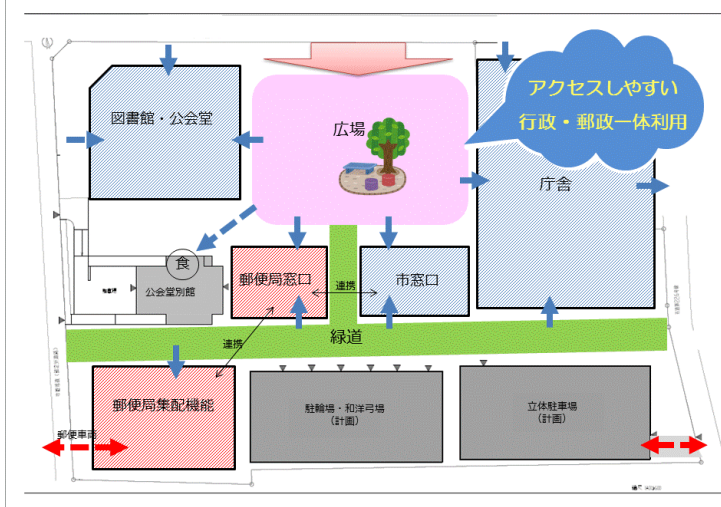 アクセスしやすい
行政・郵政一体利用
図書館・公会堂
広場
庁舎
食
公会堂別館
郵便局窓口
連携
市窓口
連携
緑道
郵便局集配機能
駐輪場・和洋弓場
(計画)
立体駐車場
(計画)
郵便車両